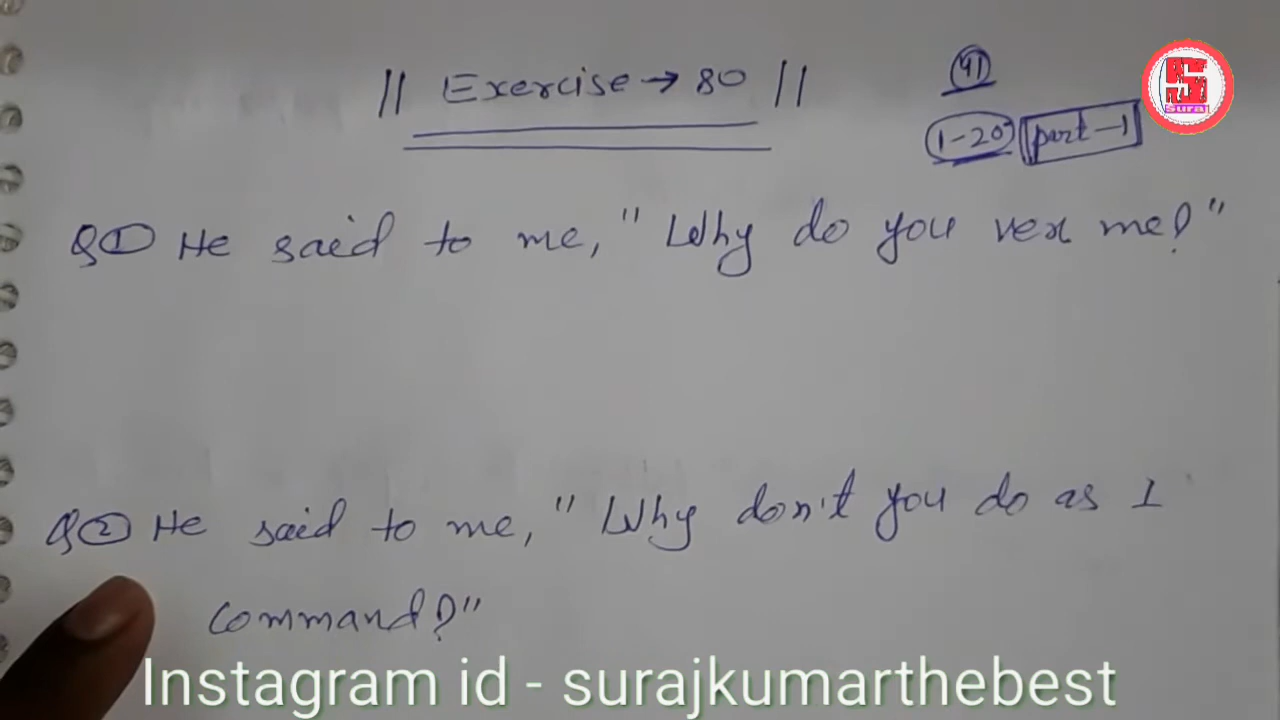 || Exercise → 80 ||
41
1-20 part-1
S
Suraj
Q① He said to me, "Why do you vex me?"
Q② He said to me, "Why don't you do as I
command?"
Instagram id - surajkumarthebest